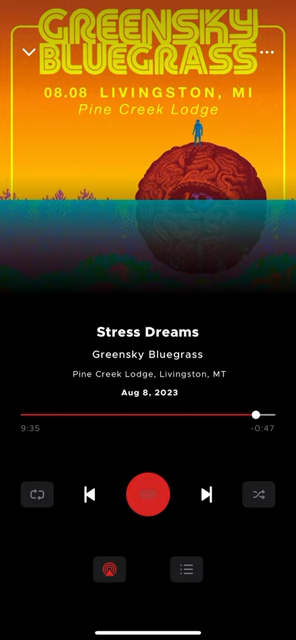 GREENSKY
BLUEGRASS
08.08 LIVINGSTON, MI
Pine Creek Lodge
Stress Dreams
Greensky Bluegrass
Pine Creek Lodge, Livingston, MT
Aug 8, 2023
9:35 -0:47